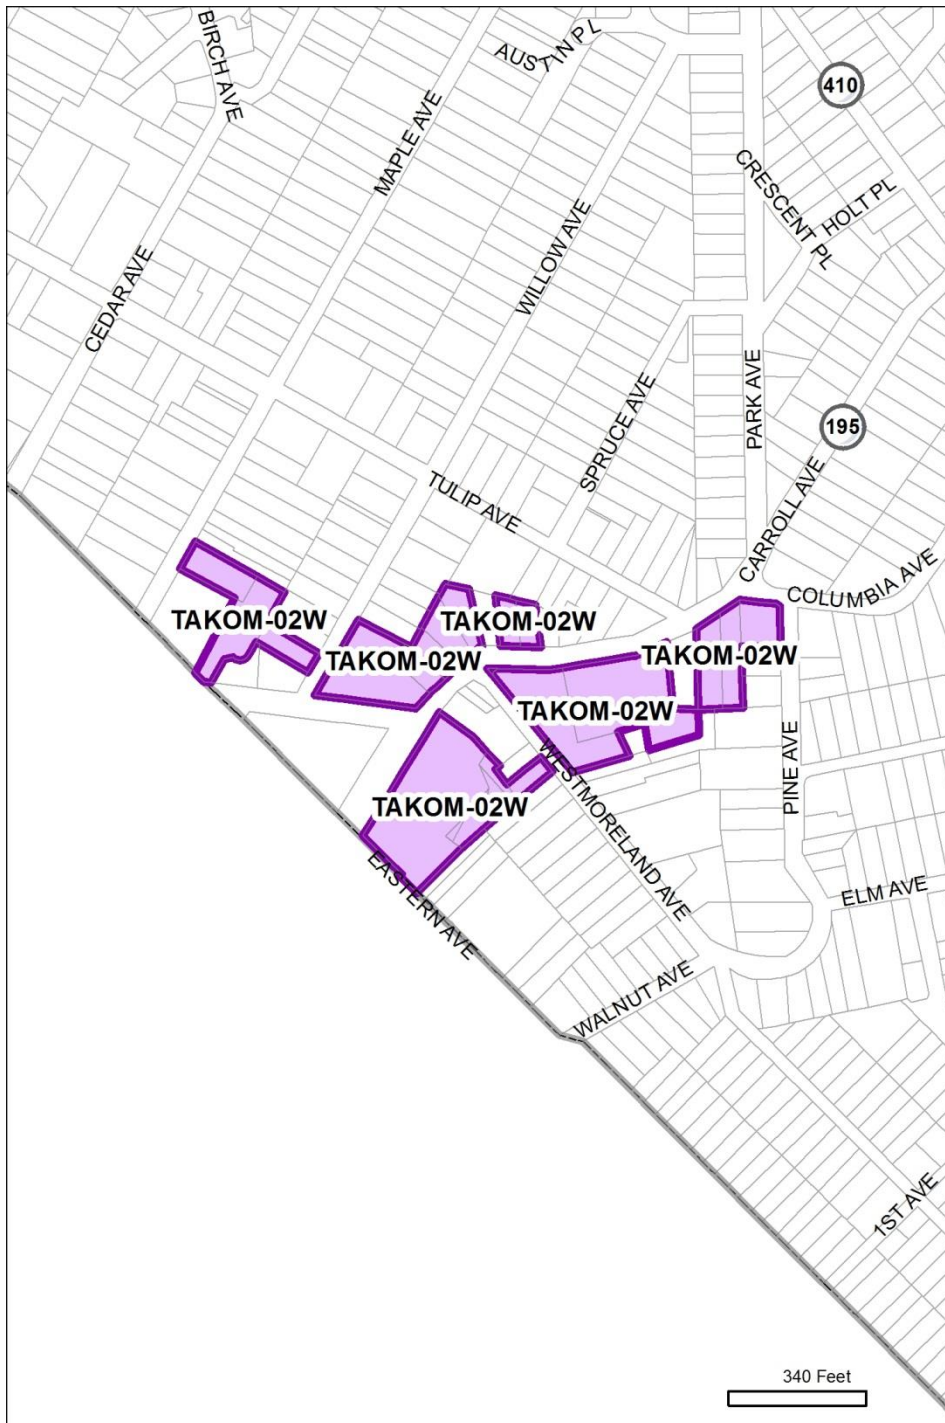 BIRCH AVE
AUSTIN PL
410
MAPLE AVE
CRESCENT PL
HOLT PL
WILLOW AVE
CEDAR AVE
PARK AVE
SPRUCE AVE
195
TULIP AVE
CARROLL AVE
COLUMBIA AVE
TAKOM-02W
TAKOM-02W
TAKOM-02W
TAKOM-02W
TAKOM-02W
TAKOM-02W
WESTMORELAND AVE
PINE AVE
EASTERN AVE
ELM AVE
WALNUT AVE
1ST AVE
340 Feet